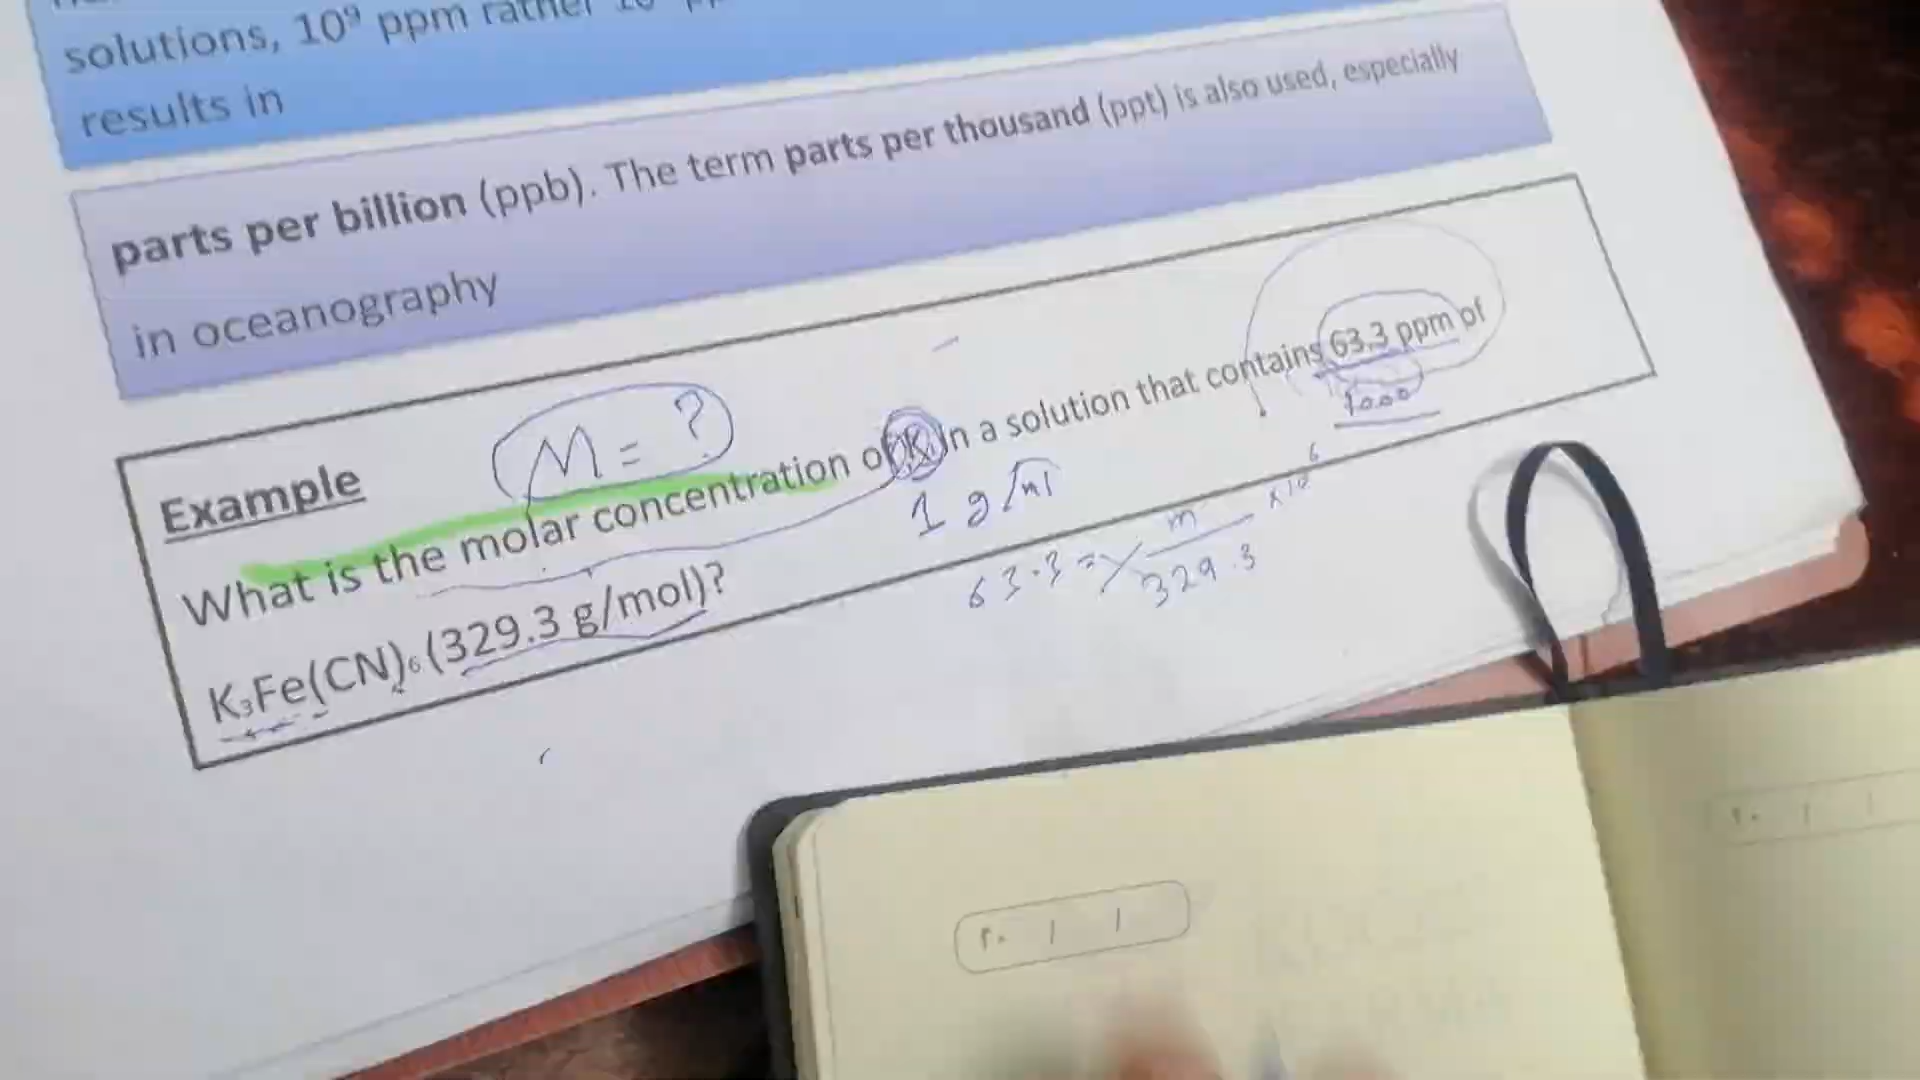 solutions, 10⁹ ppm rather
results in
parts per billion (ppb). The term parts per thousand (ppt) is also used, especially
in oceanography
Example
M = ?
What is the molar concentration of K in a solution that contains 63.3 ppm of
1000
1 g/ml
K₃Fe(CN)₆ (329.3 g/mol)?
63.3 = m / 329.3 ×10⁶